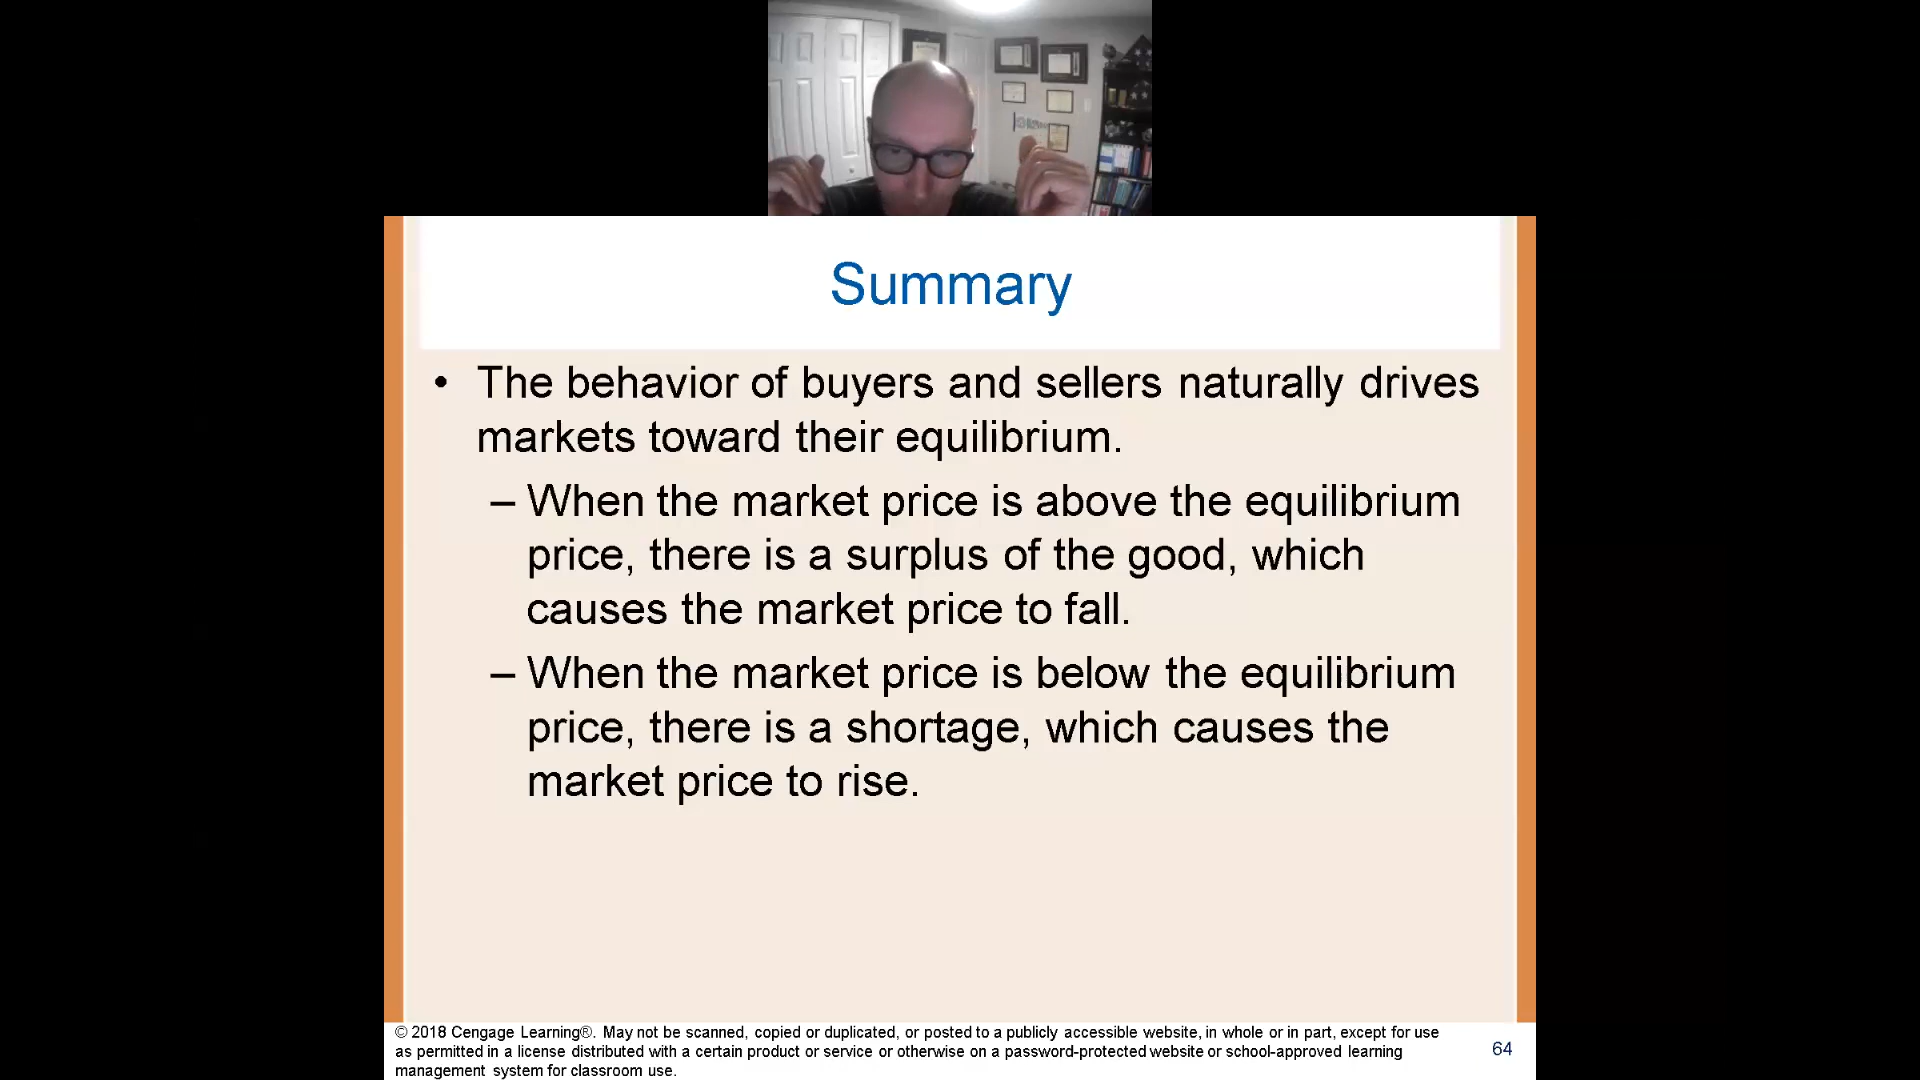 Summary
• The behavior of buyers and sellers naturally drives
markets toward their equilibrium.
– When the market price is above the equilibrium
price, there is a surplus of the good, which
causes the market price to fall.
– When the market price is below the equilibrium
price, there is a shortage, which causes the
market price to rise.
© 2018 Cengage Learning®. May not be scanned, copied or duplicated, or posted to a publicly accessible website, in whole or in part, except for use
as permitted in a license distributed with a certain product or service or otherwise on a password-protected website or school-approved learning
management system for classroom use.
64